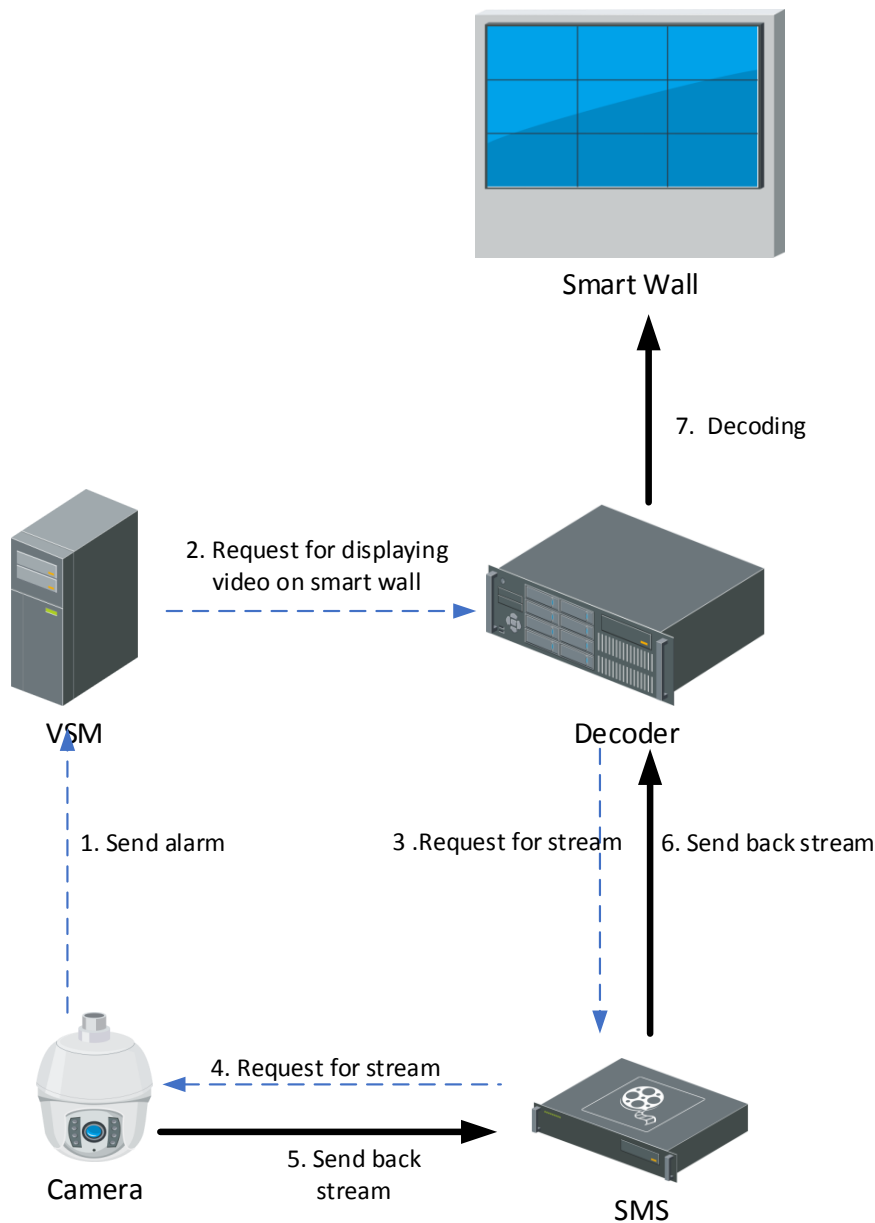 Smart Wall
7. Decoding
2. Request for displaying
video on smart wall
VSM
Decoder
1. Send alarm
3 .Request for stream
6. Send back stream
4. Request for stream
5. Send back
stream
Camera
SMS